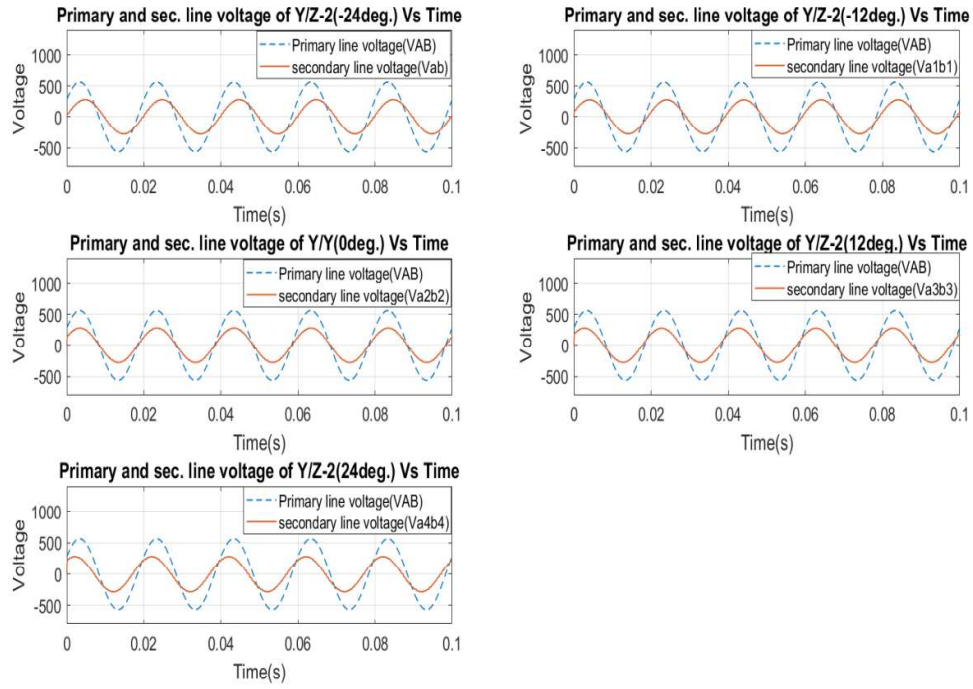 Primary and sec. line voltage of Y/Z-2(-24deg.) Vs Time
Primary line voltage(VAB)
secondary line voltage(Vab)
1000
500
0
-500
Voltage
0 0.02 0.04 0.06 0.08 0.1
Time(s)
Primary and sec. line voltage of Y/Z-2(-12deg.) Vs Time
Primary line voltage(VAB)
secondary line voltage(Va1b1)
1000
500
0
-500
Voltage
0 0.02 0.04 0.06 0.08 0.1
Time(s)
Primary and sec. line voltage of Y/Y(0deg.) Vs Time
Primary line voltage(VAB)
secondary line voltage(Va2b2)
1000
500
0
-500
Voltage
0 0.02 0.04 0.06 0.08 0.1
Time(s)
Primary and sec. line voltage of Y/Z-2(12deg.) Vs Time
Primary line voltage(VAB)
secondary line voltage(Va3b3)
1000
500
0
-500
Voltage
0 0.02 0.04 0.06 0.08 0.1
Time(s)
Primary and sec. line voltage of Y/Z-2(24deg.) Vs Time
Primary line voltage(VAB)
secondary line voltage(Va4b4)
1000
500
0
-500
Voltage
0 0.02 0.04 0.06 0.08 0.1
Time(s)